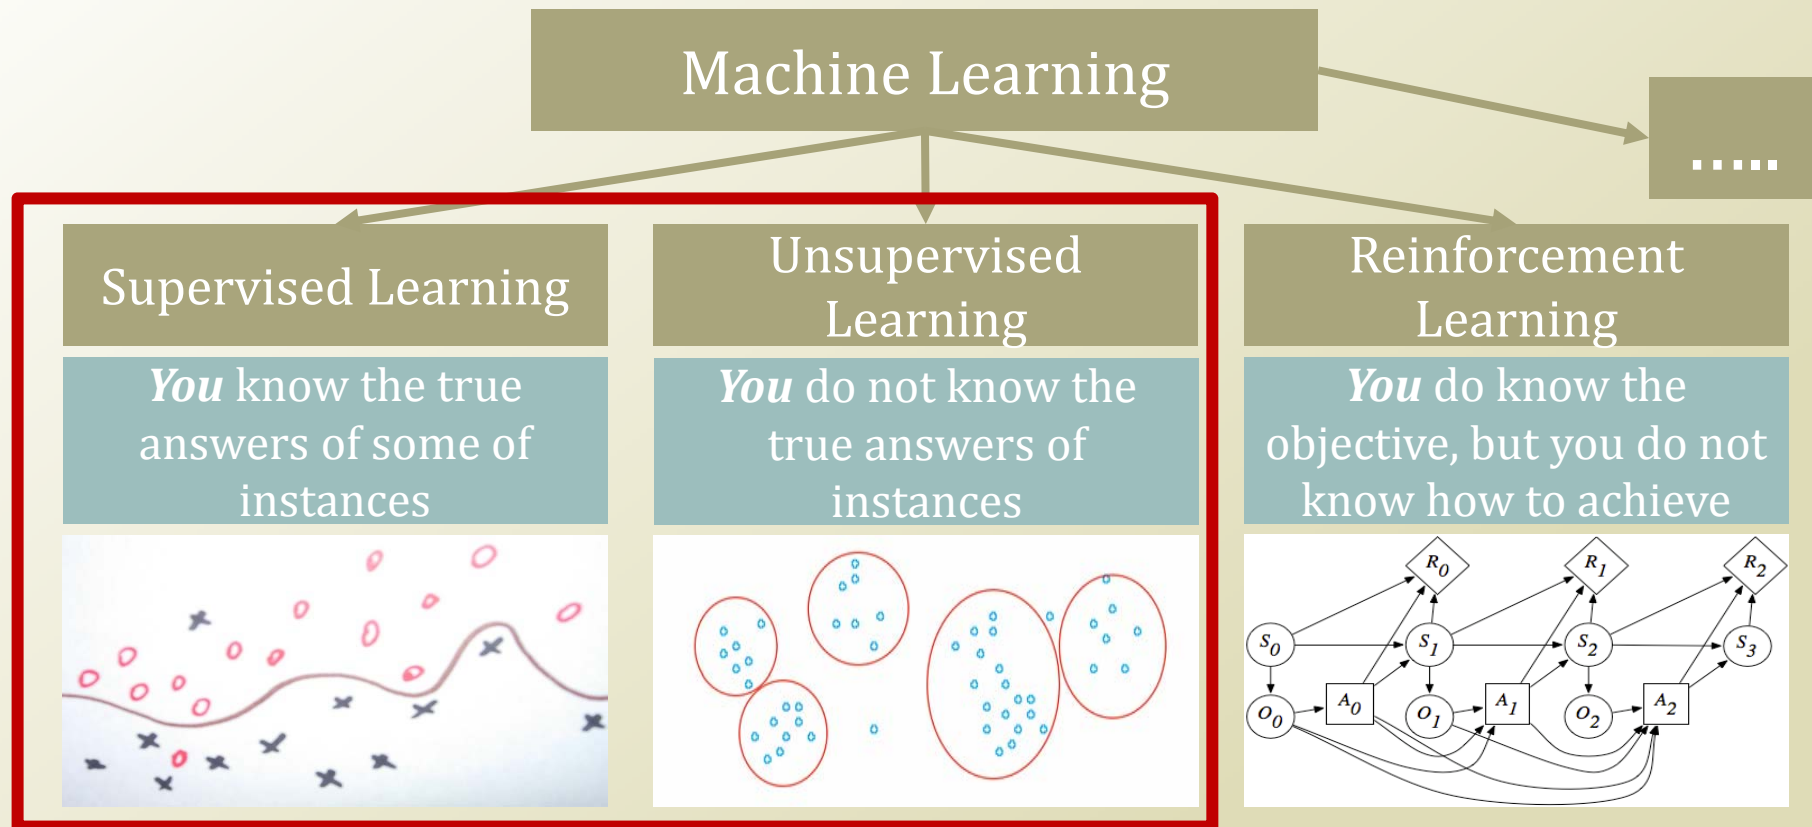 Machine Learning
.....
Supervised Learning
Unsupervised
Learning
Reinforcement
Learning
You know the true
answers of some of
instances
You do not know the
true answers of
instances
You do know the
objective, but you do not
know how to achieve
R0
R1
R2
S0
S1
S2
S3
O0
A0
O1
A1
O2
A2